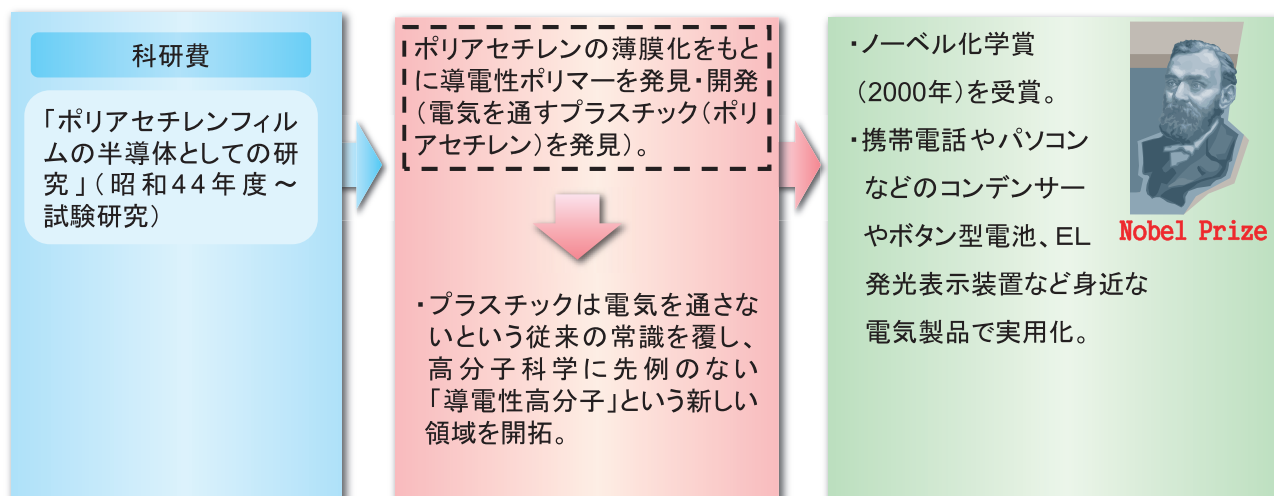 科研費
「ポリアセチレンフィル
ムの半導体としての研
究」(昭和44年度～
試験研究)
ポリアセチレンの薄膜化をもと
に導電性ポリマーを発見・開発
(電気を通すプラスチック(ポリ
アセチレン)を発見)。
・プラスチックは電気を通さな
いという従来の常識を覆し、
高分子科学に先例のない
「導電性高分子」という新しい
領域を開拓。
・ノーベル化学賞
(2000年)を受賞。
・携帯電話やパソコン
などのコンデンサー
やボタン型電池、EL
発光表示装置など身近な
電気製品で実用化。
Nobel Prize